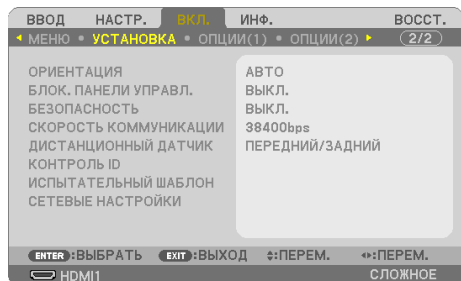 ВВОД НАСТР. ВКЛ. ИНФ. ВОССТ.
МЕНЮ • УСТАНОВКА • ОПЦИИ(1) • ОПЦИИ(2) 2/2
ОРИЕНТАЦИЯ АВТО
БЛОК. ПАНЕЛИ УПРАВЛ. ВЫКЛ.
БЕЗОПАСНОСТЬ ВЫКЛ.
СКОРОСТЬ КОММУНИКАЦИИ 38400bps
ДИСТАНЦИОННЫЙ ДАТЧИК ПЕРЕДНИЙ/ЗАДНИЙ
КОНТРОЛЬ ID
ИСПЫТАТЕЛЬНЫЙ ШАБЛОН
СЕТЕВЫЕ НАСТРОЙКИ
ENTER :ВЫБРАТЬ EXIT :ВЫХОД :ПЕРЕМ. :ПЕРЕМ.
HDMI1 СЛОЖНОЕ